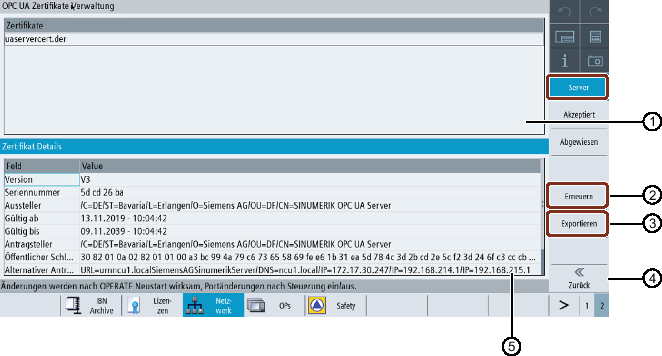 OPC UA Zertifikate Verwaltung
Zertifikate
uaservercert.der
Server
Akzeptiert
1
Abgewiesen
Zertifikat Details
Feld Value
Version V3
Seriennummer 5d cd 26 ba
Erneuern
2
Aussteller /C=DE/ST=Bavaria/L=Erlangen/O=Siemens AG/OU=DF/CN=SINUMERIK OPC UA Server
Gültig ab 13.11.2019 - 10:04:42
Exportieren
3
Gültig bis 09.11.2039 - 10:04:42
Antragsteller /C=DE/ST=Bavaria/L=Erlangen/O=Siemens AG/OU=DF/CN=SINUMERIK OPC UA Server
Öffentlicher Schl... 30 82 01 0a 02 82 01 01 00 a3 bc 99 4a 79 c6 73 65 58 69 fe e6 1b 31 ea 5d 78 4c 3d 2b cd 2e 5c f2 3d 24 6f c3 cc cb ...
Alternativer Antr... URL=urnncu1.localSiemensAGSinumerikServer/DNS=ncu1.local/IP=172.17.30.247/IP=192.168.214.1/IP=192.168.215.1
«
Zurück
4
Änderungen werden nach OPERATE Neustart wirksam, Portänderungen nach Steuerung ein/aus.
IBN Archive
Lizen-zen
Netz-werk
OPs
Safety
> 1 2
5